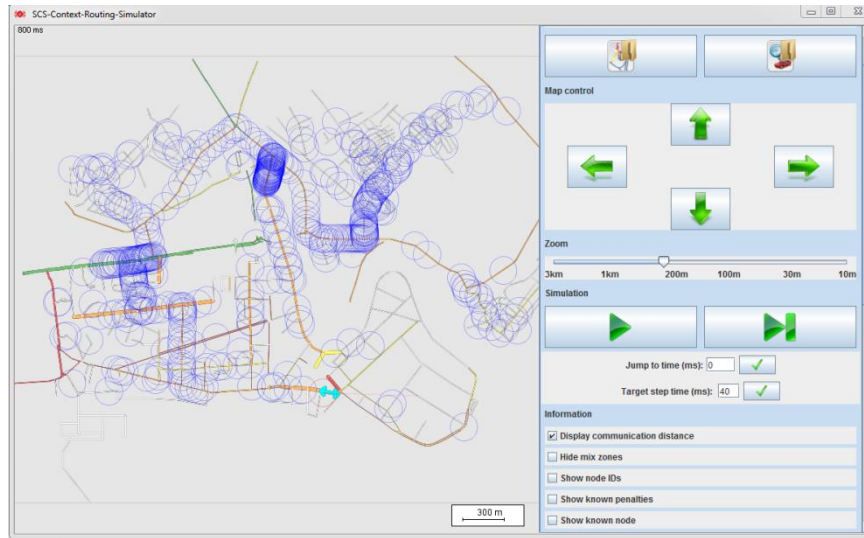 SCS-Context-Routing-Simulator
800 ms
Map control
Zoom
3km 1km 200m 100m 30m 10m
Simulation
Jump to time (ms): 0
Target step time (ms): 40
Information
Display communication distance
Hide mix zones
Show node IDs
Show known penalties
Show known node
300 m